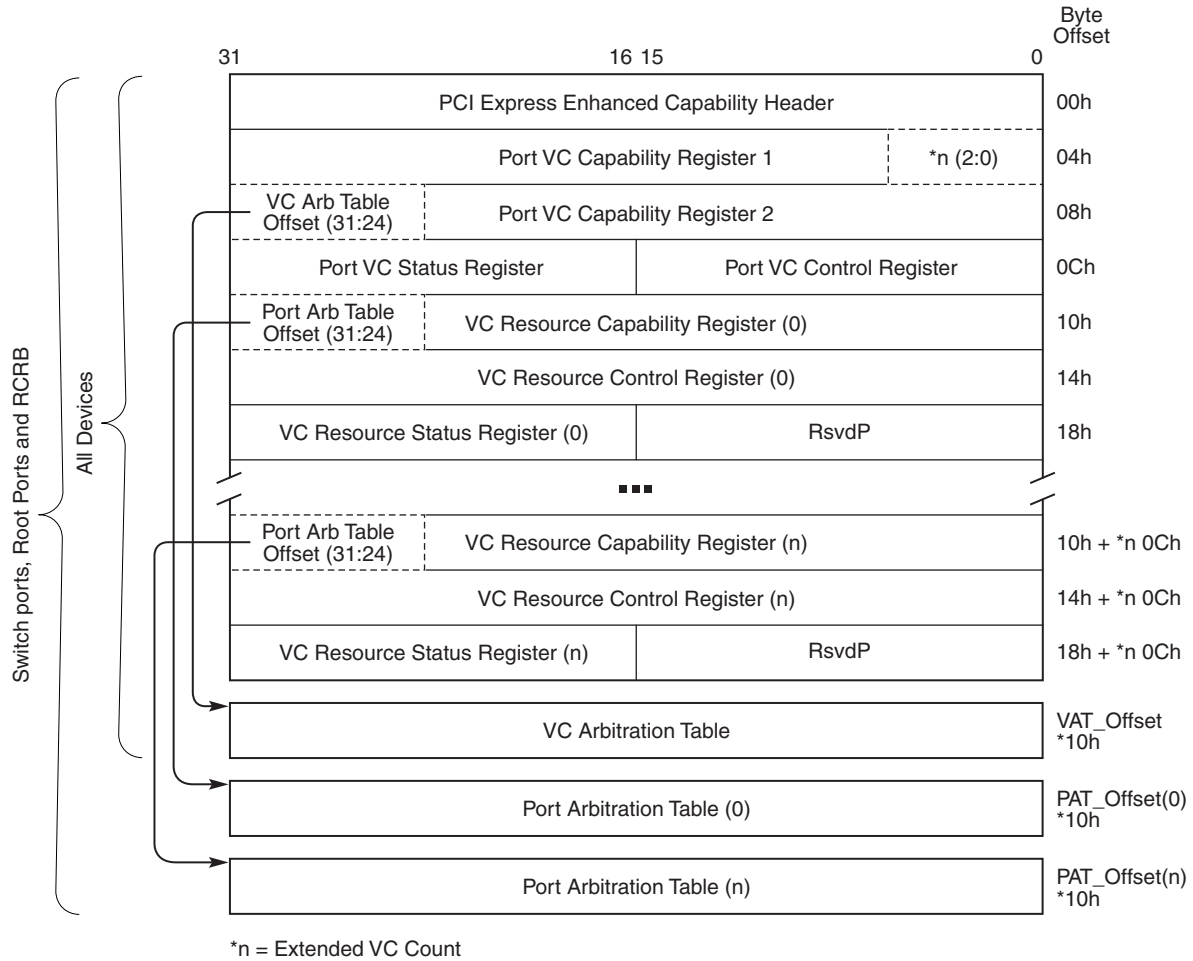 Byte
Offset
31 16 15 0
PCI Express Enhanced Capability Header 00h
Port VC Capability Register 1 *n (2:0) 04h
VC Arb Table
Offset (31:24) Port VC Capability Register 2 08h
Port VC Status Register Port VC Control Register 0Ch
Port Arb Table
Offset (31:24) VC Resource Capability Register (0) 10h
VC Resource Control Register (0) 14h
VC Resource Status Register (0) RsvdP 18h
...
Port Arb Table
Offset (31:24) VC Resource Capability Register (n) 10h + *n 0Ch
VC Resource Control Register (n) 14h + *n 0Ch
VC Resource Status Register (n) RsvdP 18h + *n 0Ch
VC Arbitration Table VAT_Offset
*10h
Port Arbitration Table (0) PAT_Offset(0)
*10h
Port Arbitration Table (n) PAT_Offset(n)
*10h
Switch ports, Root Ports and RCRB
All Devices
*n = Extended VC Count